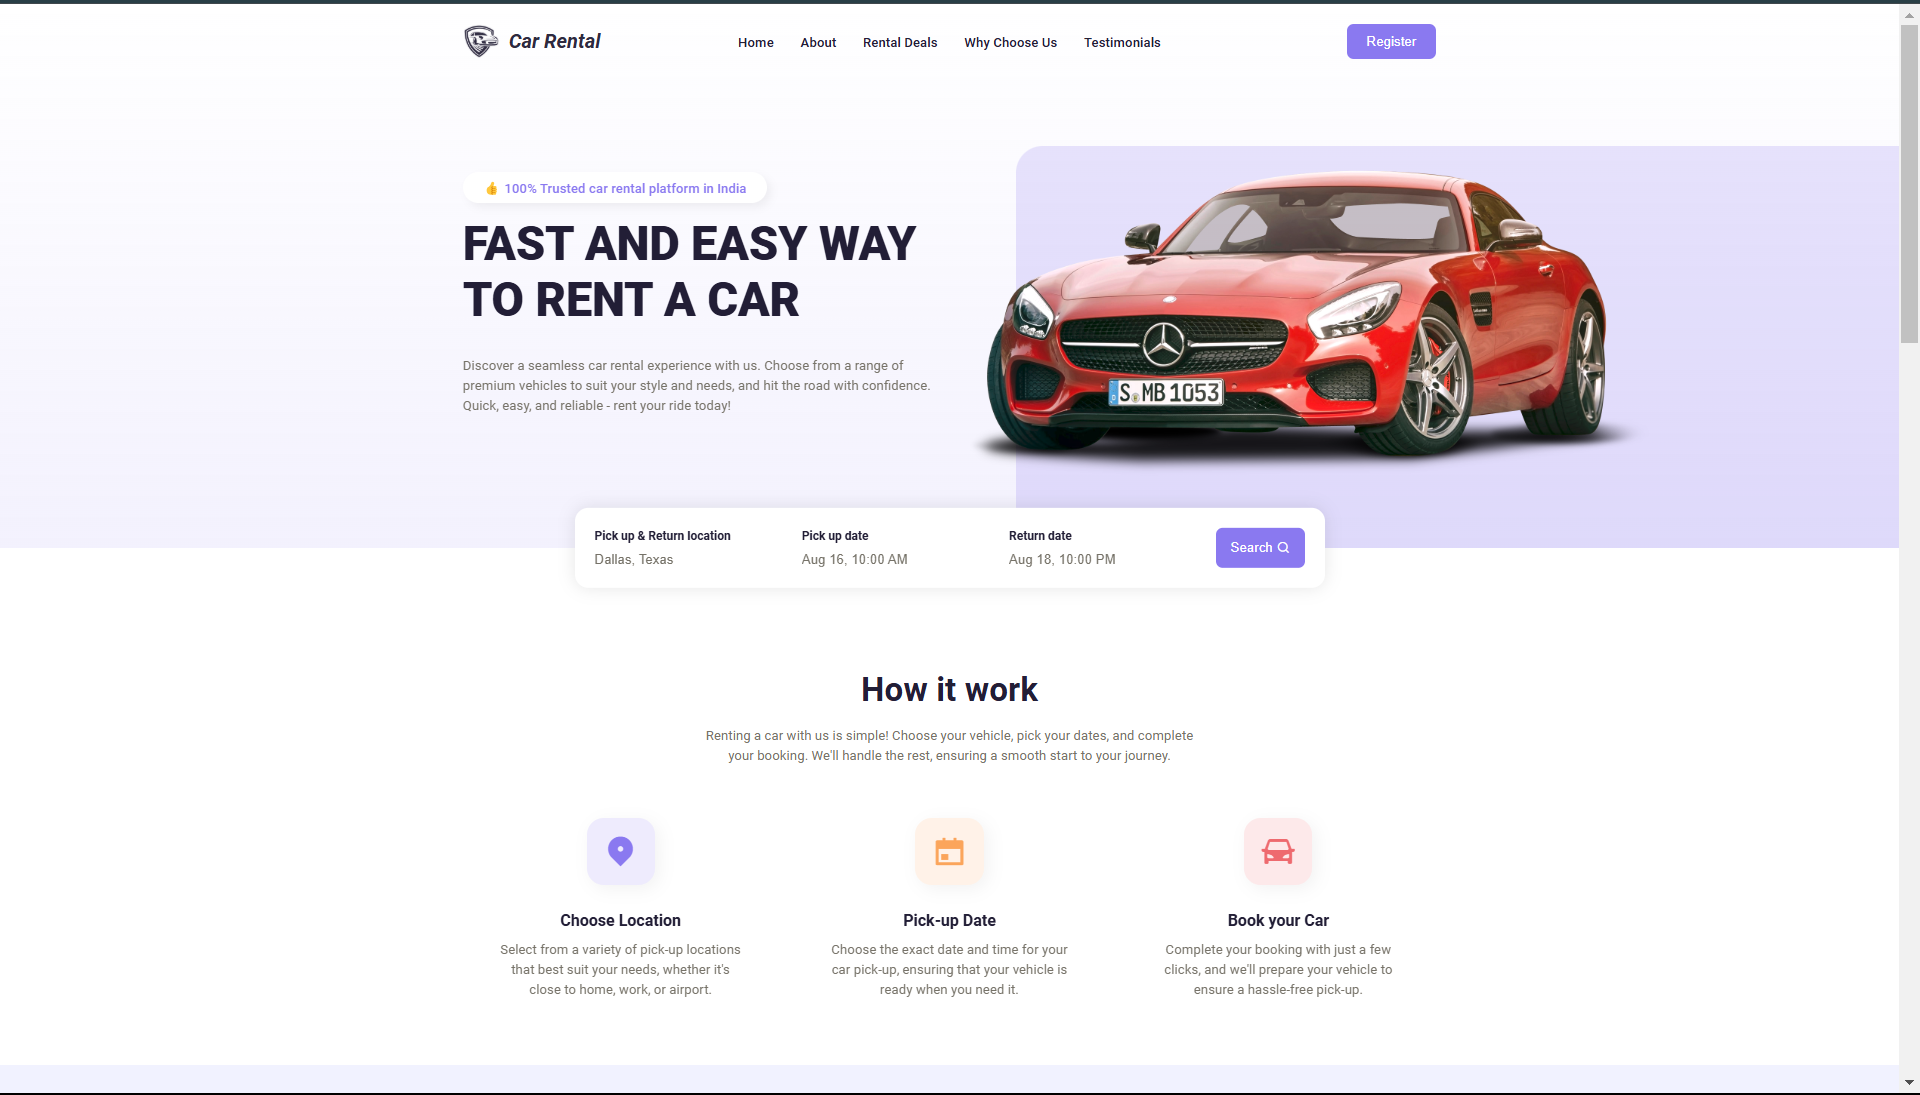 Car Rental
Home
About
Rental Deals
Why Choose Us
Testimonials
Register
👍 100% Trusted car rental platform in India
FAST AND EASY WAY
TO RENT A CAR
Discover a seamless car rental experience with us. Choose from a range of
premium vehicles to suit your style and needs, and hit the road with confidence.
Quick, easy, and reliable - rent your ride today!
S MB 1053
Pick up & Return location
Dallas, Texas
Pick up date
Aug 16, 10:00 AM
Return date
Aug 18, 10:00 PM
Search
How it work
Renting a car with us is simple! Choose your vehicle, pick your dates, and complete
your booking. We'll handle the rest, ensuring a smooth start to your journey.
Choose Location
Select from a variety of pick-up locations
that best suit your needs, whether it's
close to home, work, or airport.
Pick-up Date
Choose the exact date and time for your
car pick-up, ensuring that your vehicle is
ready when you need it.
Book your Car
Complete your booking with just a few
clicks, and we'll prepare your vehicle to
ensure a hassle-free pick-up.